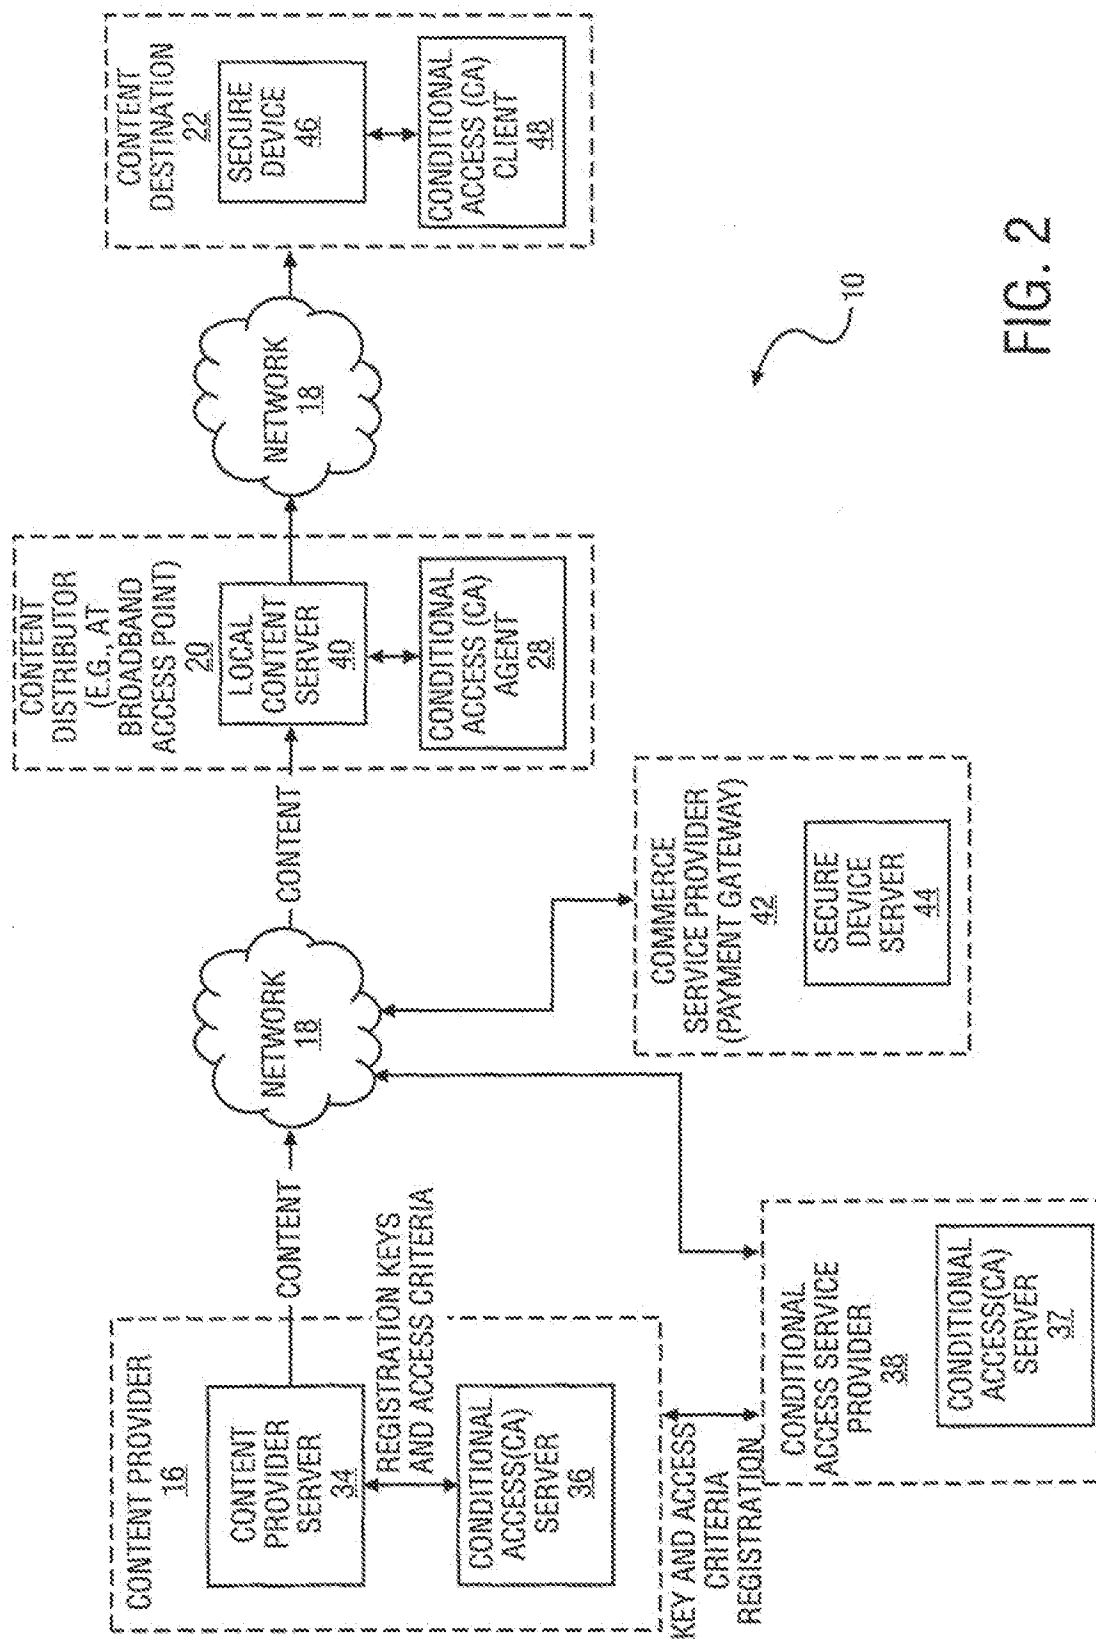 CONTENT PROVIDER
16
CONTENT
PROVIDER
SERVER
34
REGISTRATION KEYS
AND ACCESS CRITERIA
CONDITIONAL
ACCESS(CA)
SERVER
36
KEY AND ACCESS
CRITERIA
REGISTRATION
CONDITIONAL
ACCESS SERVICE
PROVIDER
38
CONDITIONAL
ACCESS(CA)
SERVER
37
CONTENT
NETWORK
18
CONTENT
COMMERCE
SERVICE PROVIDER
(PAYMENT GATEWAY)
42
SECURE
DEVICE
SERVER
44
CONTENT
DISTRIBUTOR
(E.G., AT
BROADBAND
ACCESS POINT)
20
LOCAL
CONTENT
SERVER
40
CONDITIONAL
ACCESS (CA)
AGENT
28
NETWORK
18
CONTENT
DESTINATION
22
SECURE
DEVICE
46
CONDITIONAL
ACCESS (CA)
CLIENT
48
10
FIG. 2